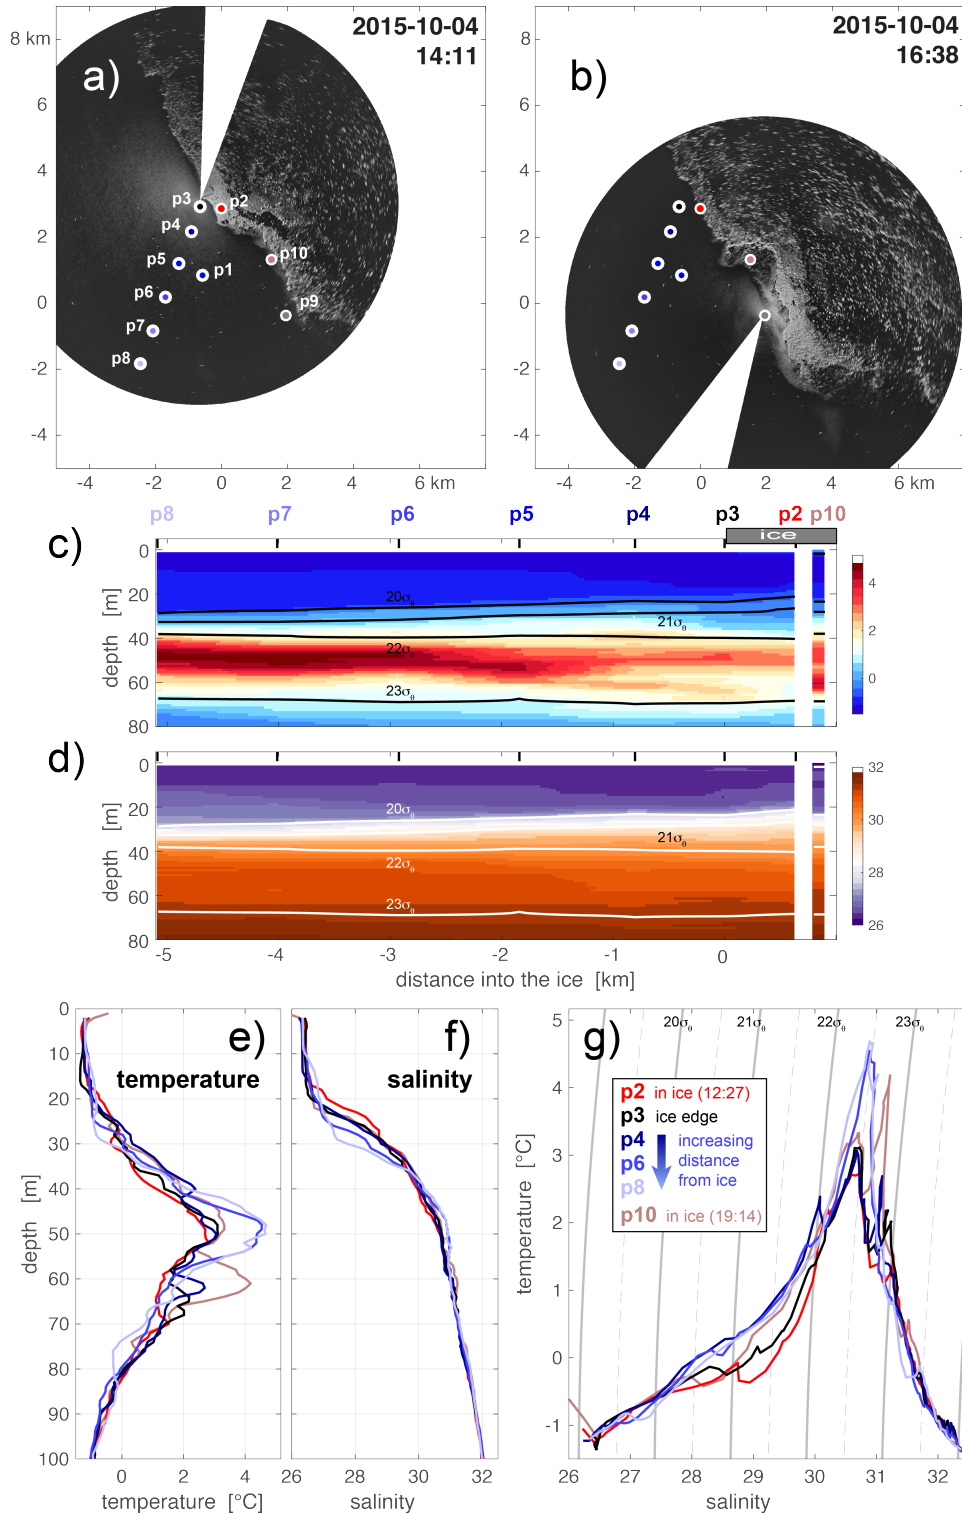 2015-10-04
14:11
a)
8 km
6
4
2
0
-2
-4
p3
p2
p4
p10
p5
p1
p6
p9
p7
p8
-4
-2
0
2
4
6 km
2015-10-04
16:38
b)
8
6
4
2
0
-2
-4
-4
-2
0
2
4
6 km
p8 p7 p6 p5 p4 p3 p2 p10
c)
ice
0
20
40
60
80
depth [m]
20σθ
21σθ
22σθ
23σθ
4
2
0
d)
0
20
40
60
80
depth [m]
20σθ
21σθ
22σθ
23σθ
32
30
28
26
-5 -4 -3 -2 -1 0
distance into the ice [km]
e)
temperature
0
10
20
30
40
50
60
70
80
90
100
depth [m]
0 2 4
temperature [°C]
f)
salinity
26 28 30 32
salinity
g)
20σθ 21σθ 22σθ 23σθ
p2 in ice (12:27)
p3 ice edge
p4
p6 increasing
distance
p8 from ice
p10 in ice (19:14)
5
4
3
2
1
0
-1
temperature [°C]
26 27 28 29 30 31 32
salinity